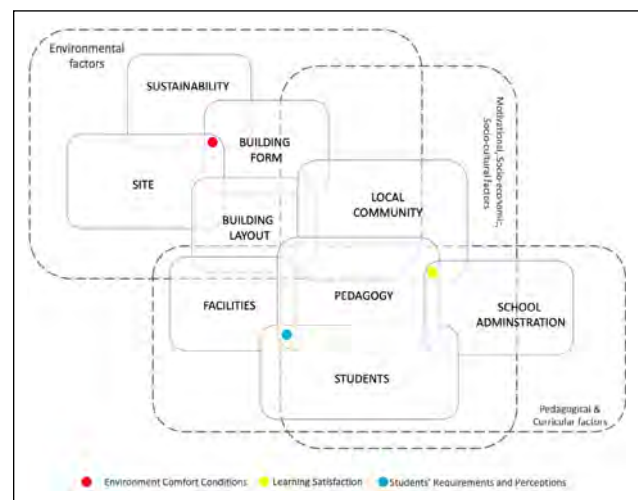 Environmental
factors
SUSTAINABILITY
BUILDING
FORM
SITE
BUILDING
LAYOUT
LOCAL
COMMUNITY
Motivational, Socio-economic,
Socio-cultural factors
FACILITIES
PEDAGOGY
SCHOOL
ADMINSTRATION
STUDENTS
Pedagogical &
Curricular factors
Environment Comfort Conditions
Learning Satisfaction
Students' Requirements and Perceptions